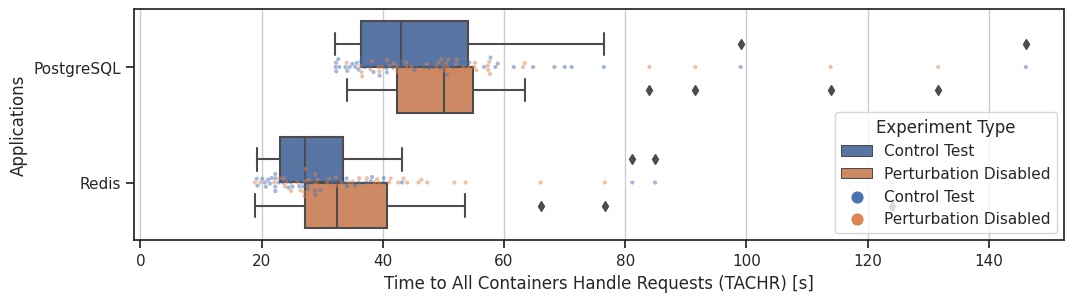 Applications
PostgreSQL
Redis
Experiment Type
Control Test
Perturbation Disabled
Control Test
Perturbation Disabled
0 20 40 60 80 100 120 140
Time to All Containers Handle Requests (TACHR) [s]